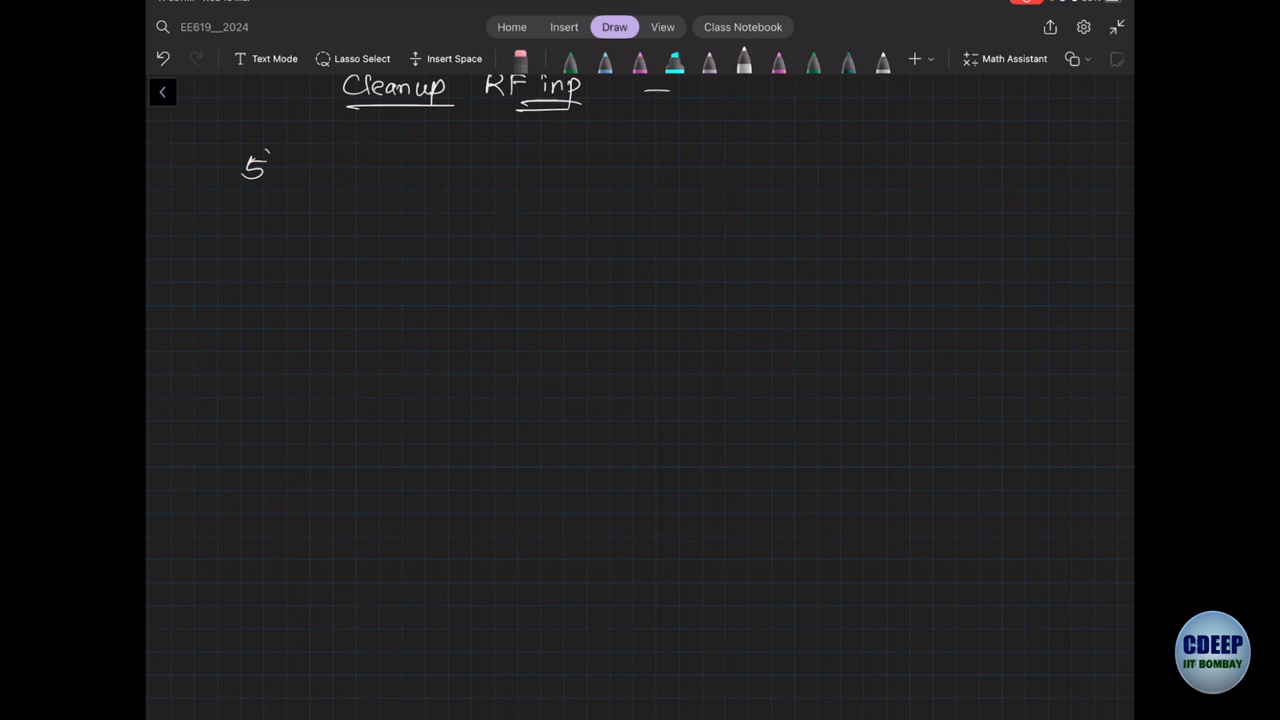 EE619__2024
Home Insert Draw View Class Notebook
Text Mode Lasso Select Insert Space Math Assistant
Cleanup RF inp —
5
CDEEP
IIT BOMBAY